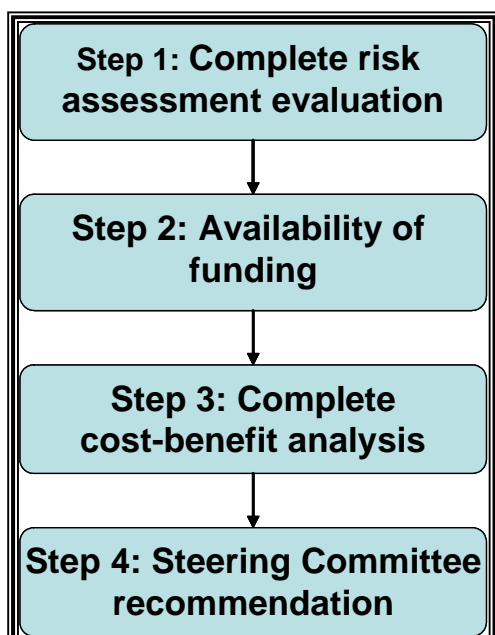 Step 1: Complete risk
assessment evaluation
Step 2: Availability of
funding
Step 3: Complete
cost-benefit analysis
Step 4: Steering Committee
recommendation